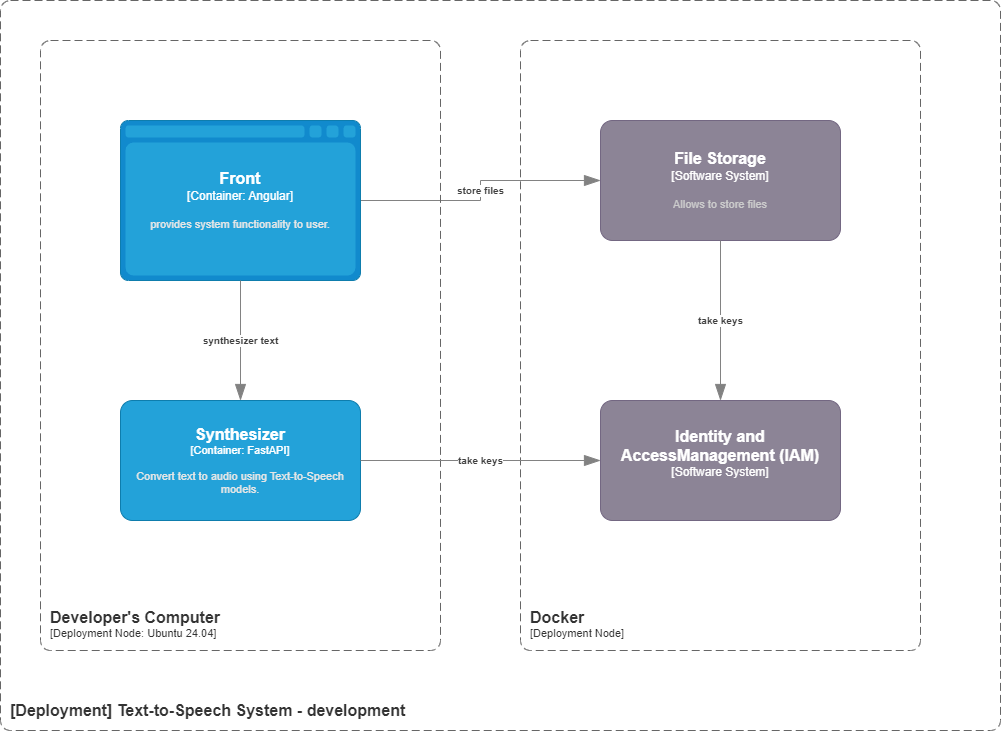 Front
[Container: Angular]
provides system functionality to user.
store files
File Storage
[Software System]
Allows to store files
synthesizer text
take keys
Synthesizer
[Container: FastAPI]
Convert text to audio using Text-to-Speech
models.
take keys
Identity and
AccessManagement (IAM)
[Software System]
Developer's Computer
[Deployment Node: Ubuntu 24.04]
Docker
[Deployment Node]
[Deployment] Text-to-Speech System - development